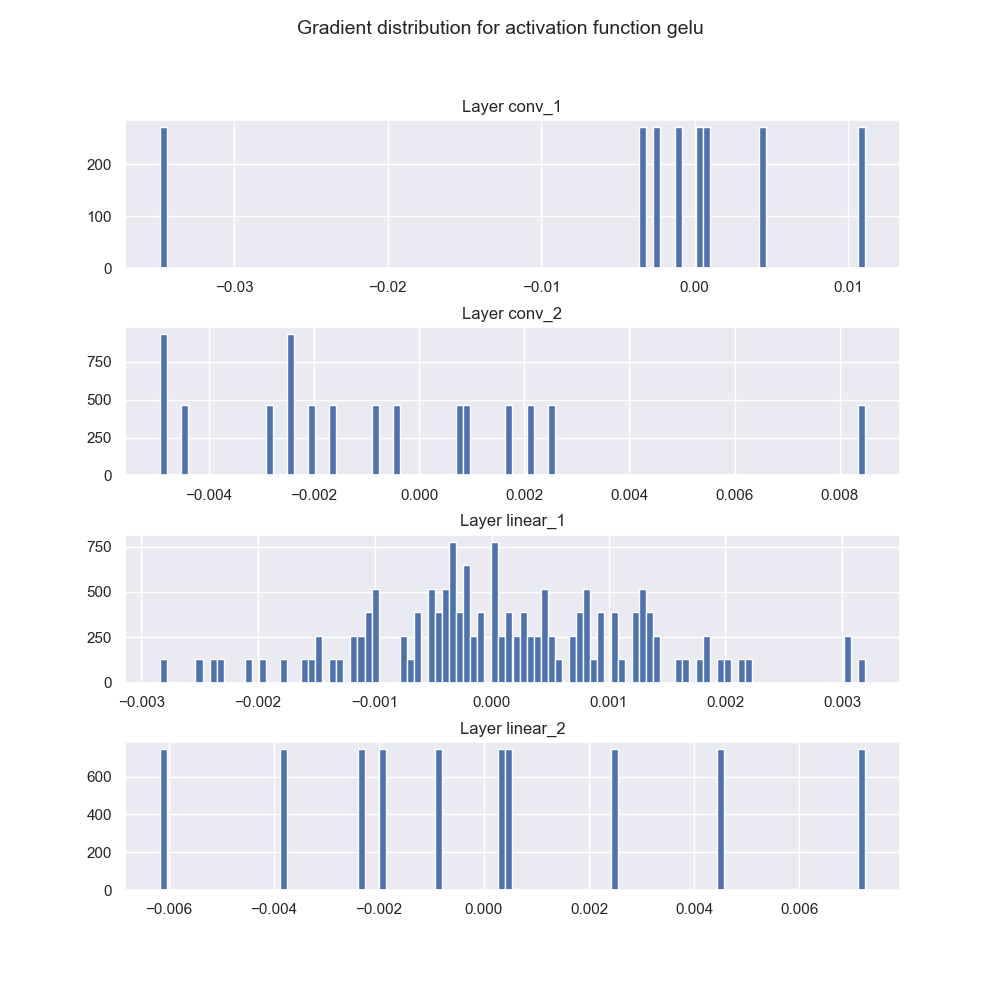 Gradient distribution for activation function gelu
Layer conv_1
200
100
0
−0.03 −0.02 −0.01 0.00 0.01
Layer conv_2
750
500
250
0
−0.004 −0.002 0.000 0.002 0.004 0.006 0.008
Layer linear_1
750
500
250
0
−0.003 −0.002 −0.001 0.000 0.001 0.002 0.003
Layer linear_2
600
400
200
0
−0.006 −0.004 −0.002 0.000 0.002 0.004 0.006